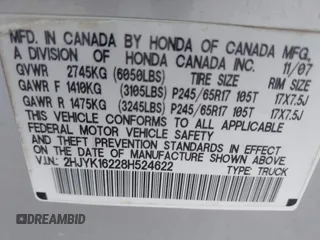 MFD. IN CANADA BY HONDA OF CANADA MFG.,
A DIVISION OF HONDA CANADA INC. 11/07
GVWR 2745KG (6050LBS) TIRE SIZE RIM SIZE
GAWR F 1410KG (3105LBS) P245/65R17 105T 17X7.5J
GAWR R 1475KG (3245LBS) P245/65R17 105T 17X7.5J
THIS VEHICLE CONFORMS TO ALL APPLICABLE
FEDERAL MOTOR VEHICLE SAFETY STANDARDS
AND THEFT PREVENTION STANDARDS IN EFFECT
ON THE DATE OF MANUFACTURE SHOWN ABOVE.
V.I.N.: 2HJYK16228H524622 TYPE: TRUCK
DREAMBID
dreambid.com